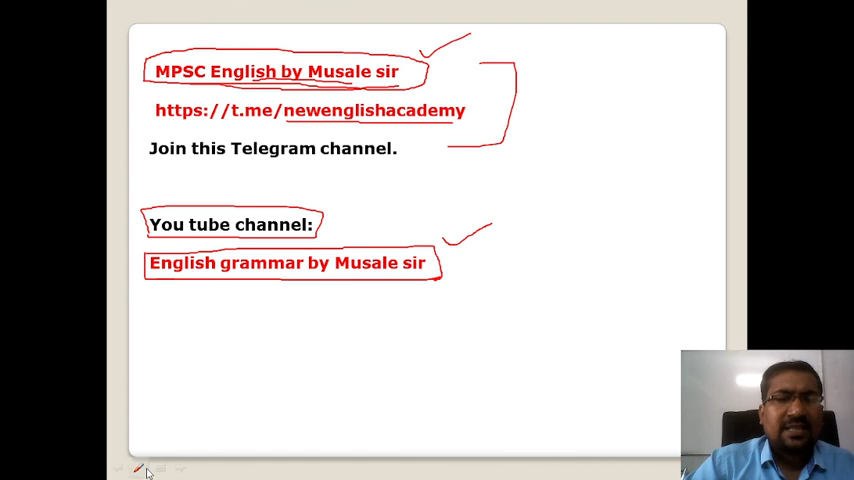 MPSC English by Musale sir
https://t.me/newenglishacademy
Join this Telegram channel.
You tube channel:
English grammar by Musale sir